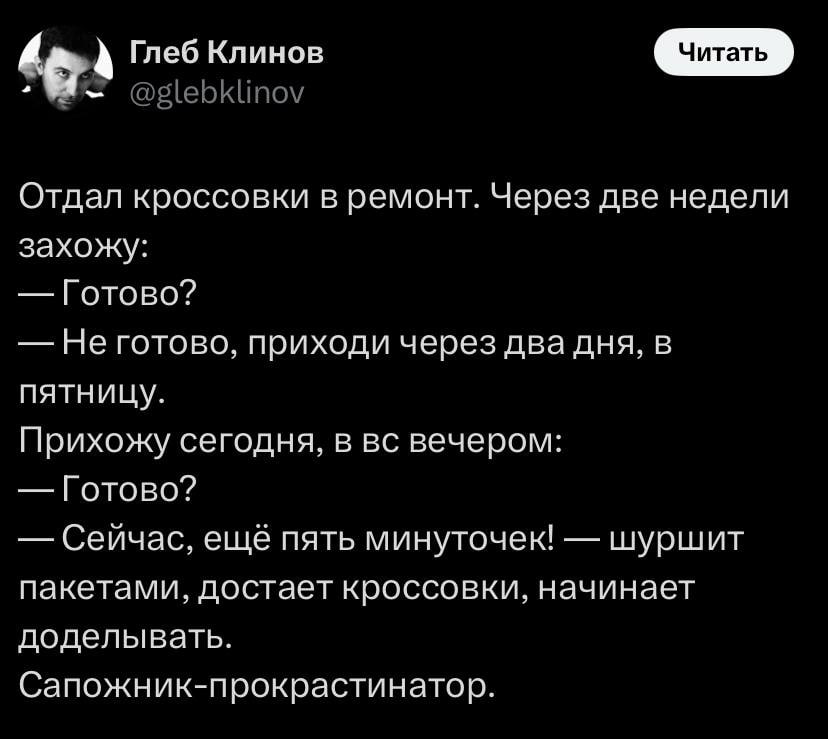 Глеб Клинов
@glebklinov
Читать
Отдал кроссовки в ремонт. Через две недели
захожу:
— Готово?
— Не готово, приходи через два дня, в
пятницу.
Прихожу сегодня, в вс вечером:
— Готово?
— Сейчас, ещё пять минуточек! — шуршит
пакетами, достает кроссовки, начинает
доделывать.
Сапожник-прокрастинатор.